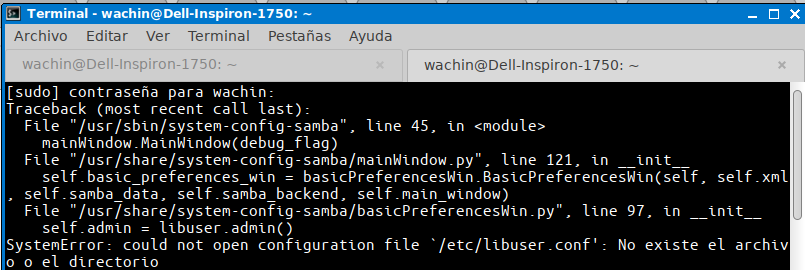 Terminal - wachin@Dell-Inspiron-1750: ~
Archivo Editar Ver Terminal Pestañas Ayuda
wachin@Dell-Inspiron-1750: ~ × wachin@Dell-Inspiron-1750: ~ ×
[sudo] contraseña para wachin:
Traceback (most recent call last):
  File "/usr/sbin/system-config-samba", line 45, in <module>
    mainWindow.MainWindow(debug_flag)
  File "/usr/share/system-config-samba/mainWindow.py", line 121, in __init__
    self.basic_preferences_win = basicPreferencesWin.BasicPreferencesWin(self, self.xml
, self.samba_data, self.samba_backend, self.main_window)
  File "/usr/share/system-config-samba/basicPreferencesWin.py", line 97, in __init__
    self.admin = libuser.admin()
SystemError: could not open configuration file `/etc/libuser.conf': No existe el archiv
o o el directorio